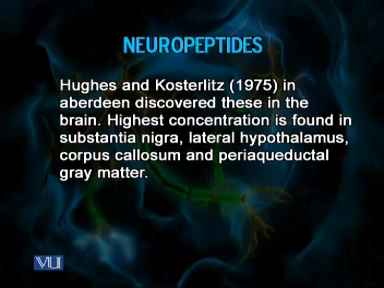 NEUROPEPTIDES
Hughes and Kosterlitz (1975) in
aberdeen discovered these in the
brain. Highest concentration is found in
substantia nigra, lateral hypothalamus,
corpus callosum and periaqueductal
gray matter.
VU